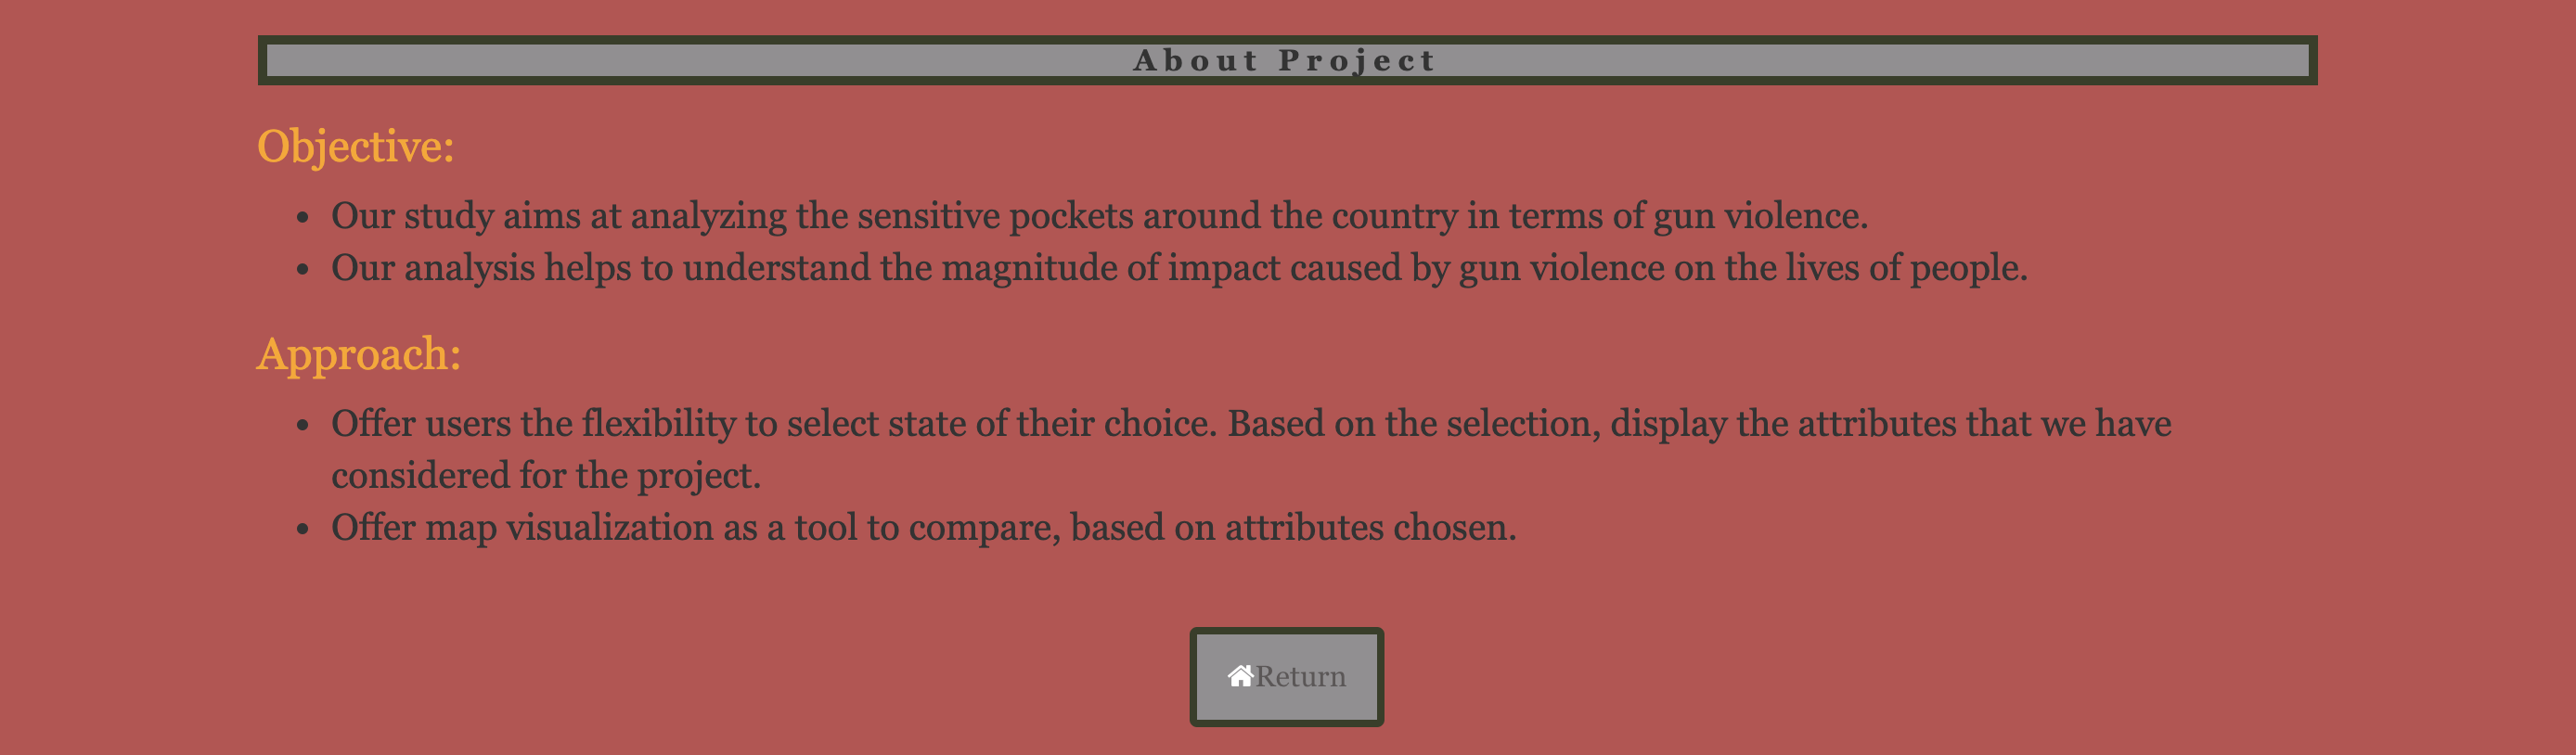 About Project
Objective:
• Our study aims at analyzing the sensitive pockets around the country in terms of gun violence.
• Our analysis helps to understand the magnitude of impact caused by gun violence on the lives of people.
Approach:
• Offer users the flexibility to select state of their choice. Based on the selection, display the attributes that we have
considered for the project.
• Offer map visualization as a tool to compare, based on attributes chosen.
Return